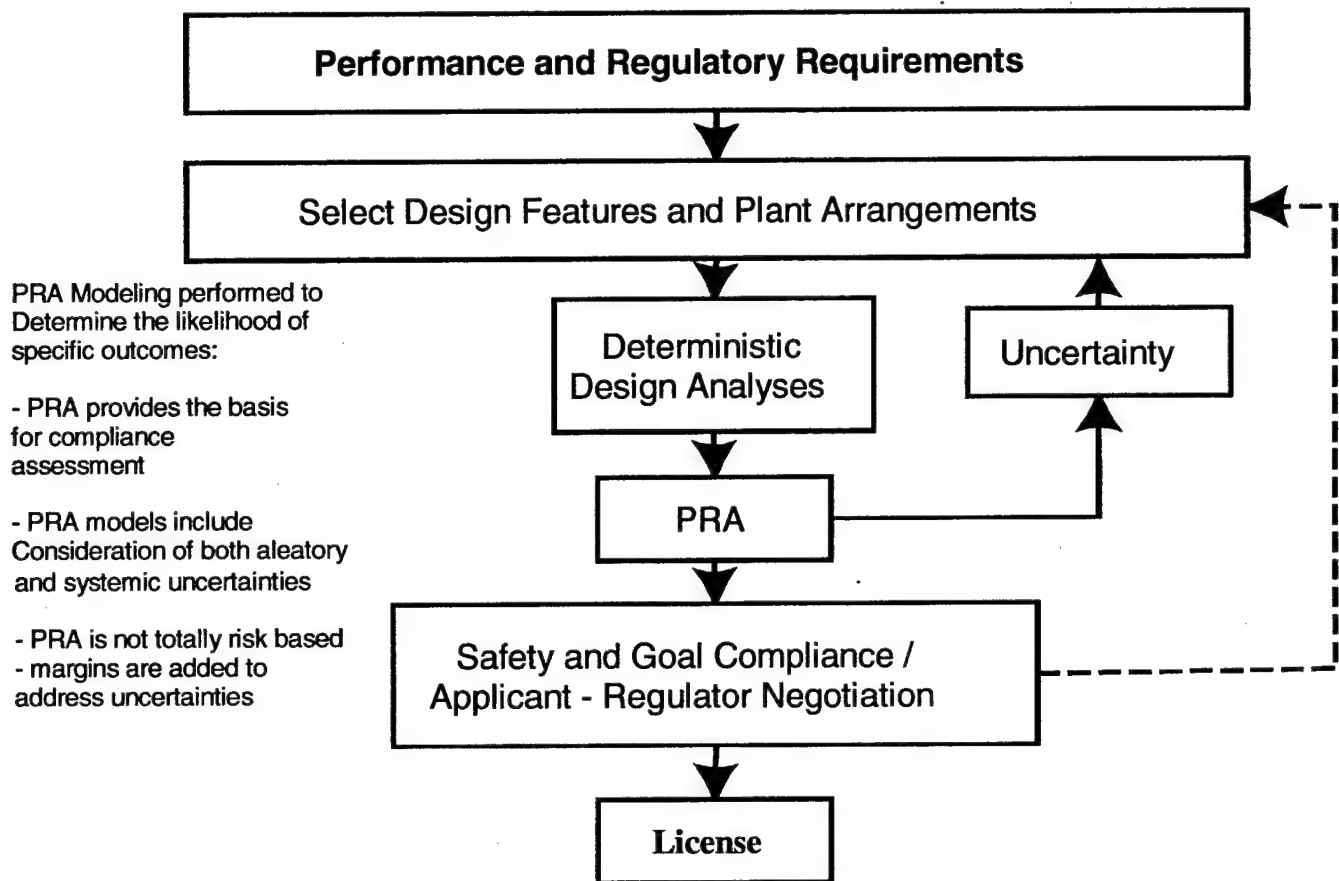 Performance and Regulatory Requirements
Select Design Features and Plant Arrangements
PRA Modeling performed to
Determine the likelihood of
specific outcomes:
- PRA provides the basis
for compliance
assessment
- PRA models include
Consideration of both aleatory
and systemic uncertainties
- PRA is not totally risk based
- margins are added to
address uncertainties
Deterministic
Design Analyses
Uncertainty
PRA
Safety and Goal Compliance /
Applicant - Regulator Negotiation
License